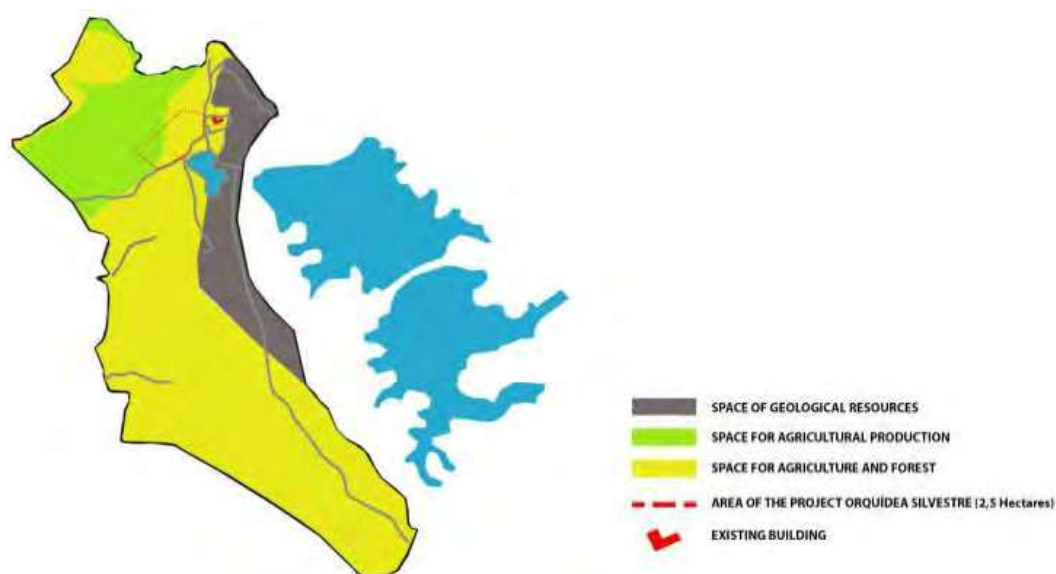 SPACE OF GEOLOGICAL RESOURCES
SPACE FOR AGRICULTURAL PRODUCTION
SPACE FOR AGRICULTURE AND FOREST
AREA OF THE PROJECT ORQUÍDEA SILVESTRE (2,5 Hectares)
EXISTING BUILDING